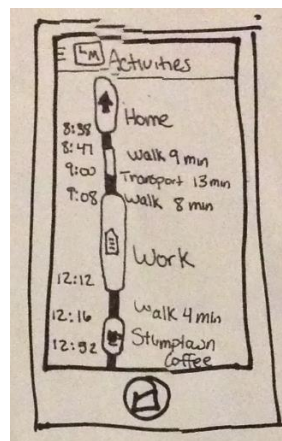 LM Activities
Home
8:38
8:47 Walk 9 min
9:00 Transport 13 min
9:08 Walk 8 min
Work
12:12
12:16 Walk 4 min
Stumptown
12:52 Coffee